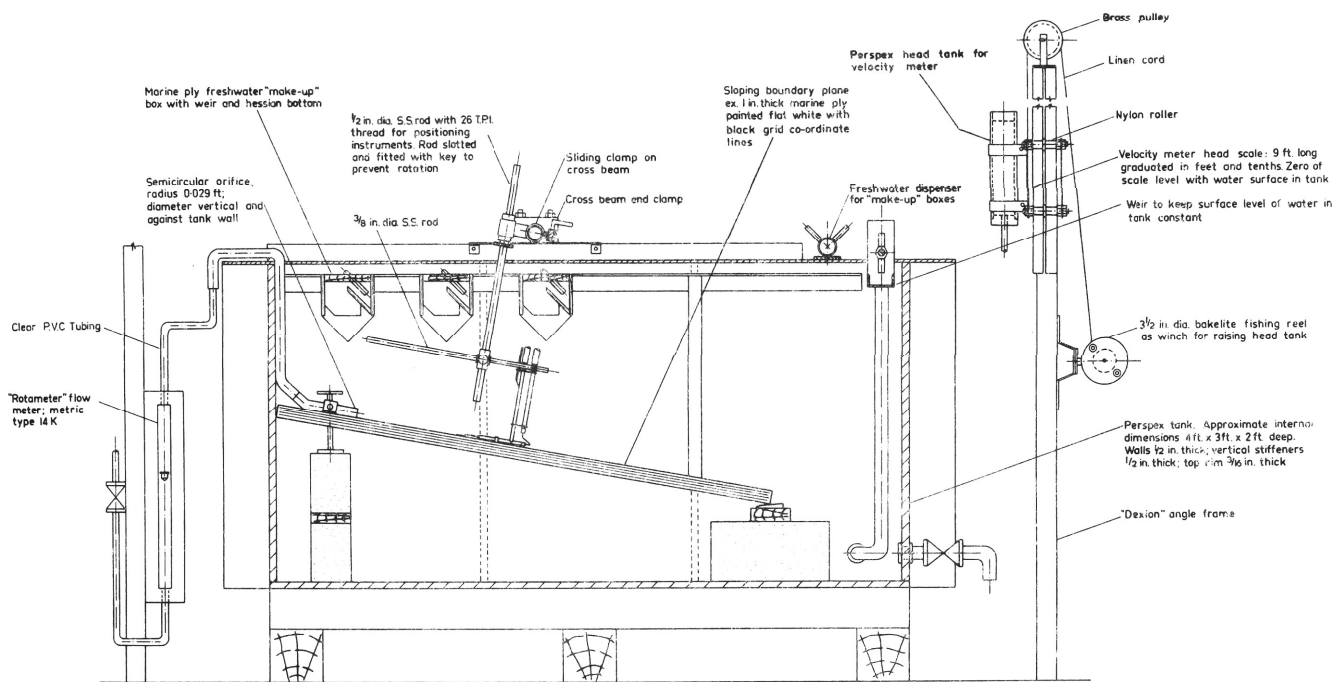 Brass pulley
Perspex head tank for
velocity meter
Linen cord
Marine ply freshwater "make-up"
box with weir and hessian bottom
Sloping boundary plane
ex. 1 in. thick marine ply
painted flat white with
black grid co-ordinate
lines
1/2 in. dia. S.S. rod with 26 T.P.I.
thread for positioning
instruments. Rod slotted
and fitted with key to
prevent rotation
Nylon roller
Sliding clamp on
cross beam
Velocity meter head scale: 9 ft. long
graduated in feet and tenths. Zero of
scale level with water surface in tank
Semicircular orifice,
radius 0·029 ft;
diameter vertical and
against tank wall
Freshwater dispenser
for "make-up" boxes
Cross beam end clamp
Weir to keep surface level of water in
tank constant
3/8 in. dia. S.S. rod
Clear P.V.C. Tubing
3 1/2 in. dia. bakelite fishing reel
as winch for raising head tank
"Rotameter" flow
meter; metric
type 14 K
Perspex tank. Approximate internal
dimensions 4 ft. x 3 ft. x 2 ft. deep.
Walls 1/2 in. thick; vertical stiffeners
1/2 in. thick; top rim 3/16 in. thick
"Dexion" angle frame